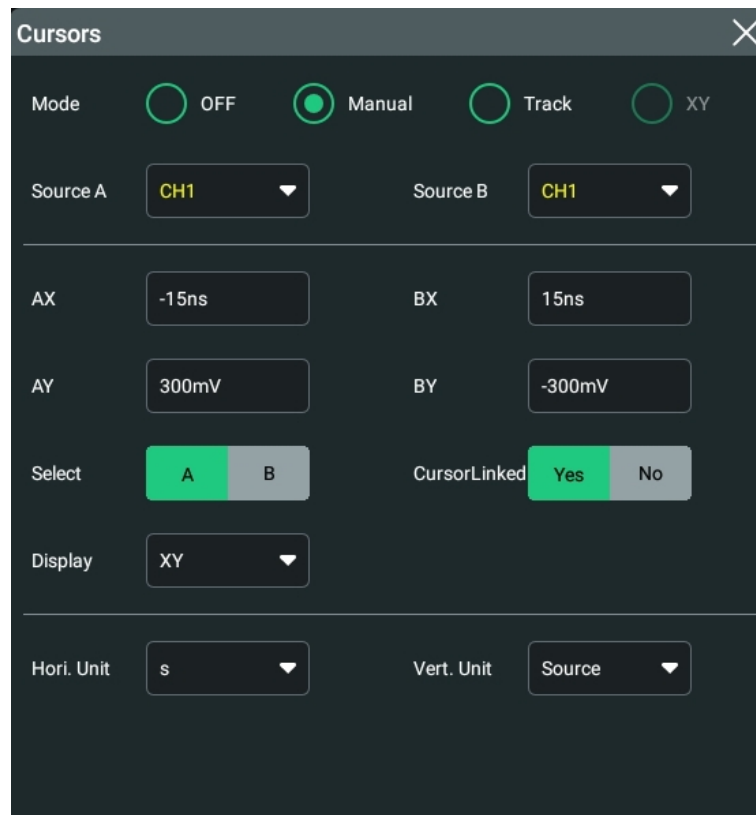 Cursors
Mode OFF Manual Track XY
Source A CH1 Source B CH1
AX -15ns BX 15ns
AY 300mV BY -300mV
Select A B CursorLinked Yes No
Display XY
Hori. Unit s Vert. Unit Source